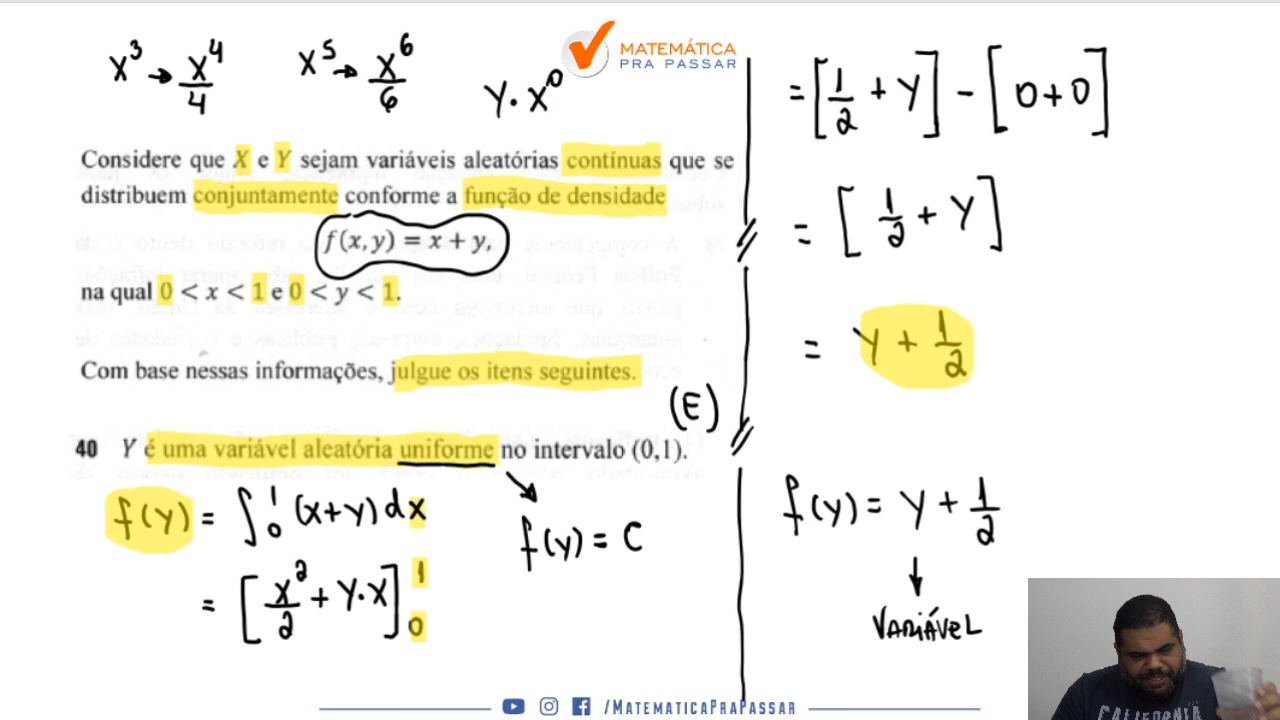 x³ → x⁴/4
x⁵ → x⁶/6
y · x⁰
MATEMÁTICA
PRA PASSAR
Considere que X e Y sejam variáveis aleatórias contínuas que se
distribuem conjuntamente conforme a função de densidade
f(x, y) = x + y,
na qual 0 < x < 1 e 0 < y < 1.
Com base nessas informações, julgue os itens seguintes.
(E)
40 Y é uma variável aleatória uniforme no intervalo (0,1).
f(y) = ∫₀¹ (x+y) dx
= [x²/2 + y·x]₀¹
f(y) = C
= [1/2 + y] - [0+0]
= [1/2 + y]
= y + 1/2
f(y) = y + 1/2
↓
VARIÁVEL
CALIFORNIA
/MATEMATICAPRAPASSAR